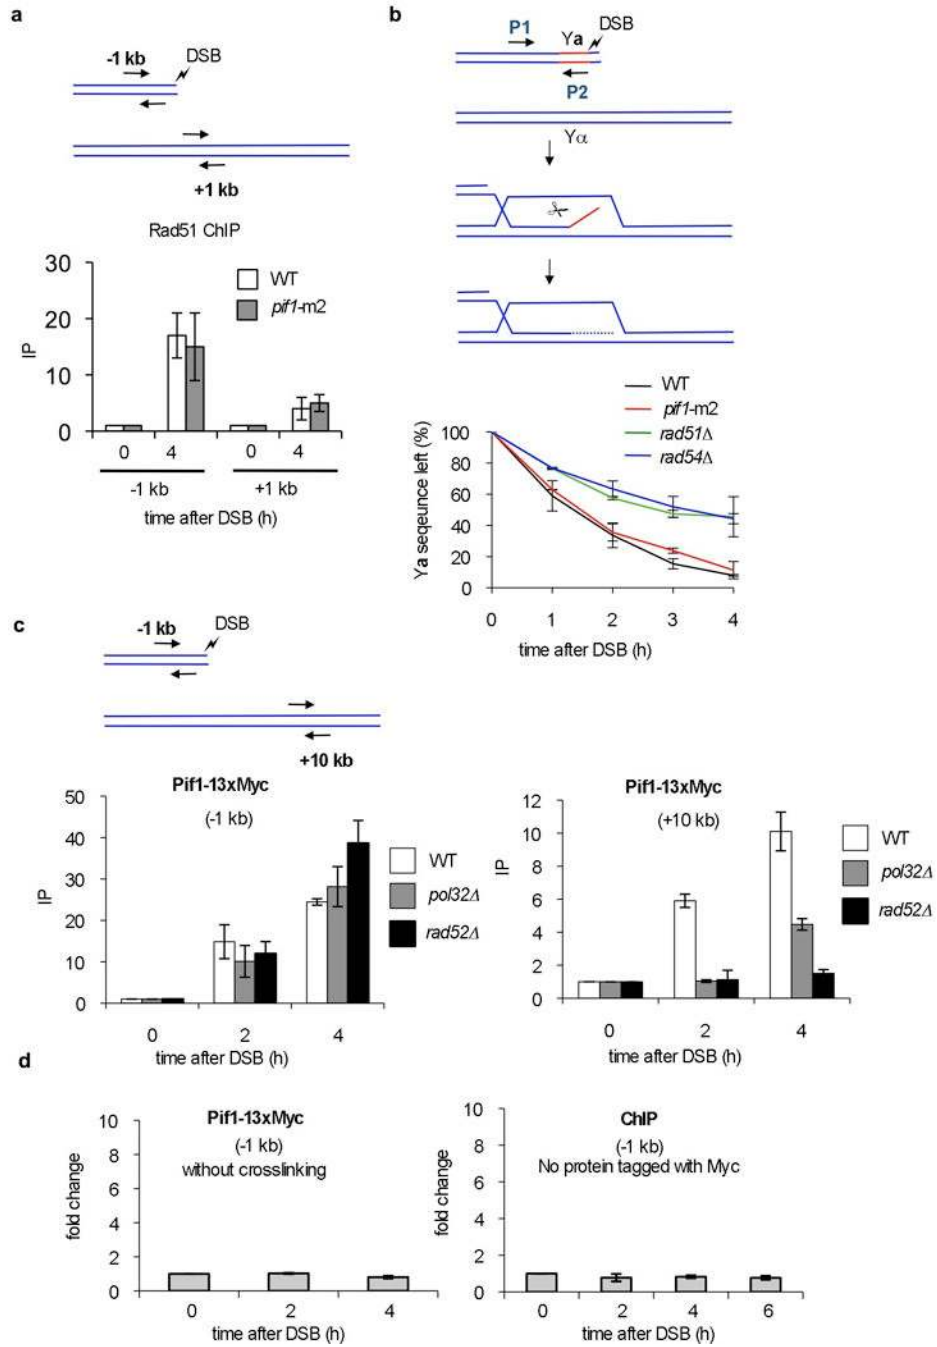 a
-1 kb
DSB
+1 kb
Rad51 ChIP
30
20
10
0
IP
WT
pif1-m2
0 4 0 4
-1 kb +1 kb
time after DSB (h)
b
P1 Ya DSB
P2
Yα
WT
pif1-m2
rad51Δ
rad54Δ
100
80
60
40
20
0
Ya seqeunce left (%)
0 1 2 3 4
time after DSB (h)
c
-1 kb
DSB
+10 kb
Pif1-13xMyc
(-1 kb)
50
40
30
20
10
0
IP
WT
pol32Δ
rad52Δ
0 2 4
time after DSB (h)
Pif1-13xMyc
(+10 kb)
12
10
8
6
4
2
0
IP
WT
pol32Δ
rad52Δ
0 2 4
time after DSB (h)
d
Pif1-13xMyc
(-1 kb)
without crosslinking
10
8
6
4
2
0
fold change
0 2 4
time after DSB (h)
ChIP
(-1 kb)
No protein tagged with Myc
10
8
6
4
2
0
fold change
0 2 4 6
time after DSB (h)